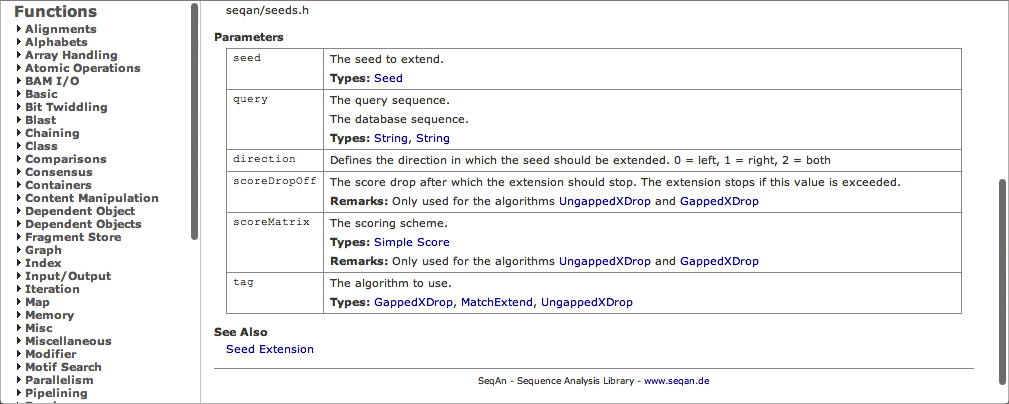 Functions
Alignments
Alphabets
Array Handling
Atomic Operations
BAM I/O
Basic
Bit Twiddling
Blast
Chaining
Class
Comparisons
Consensus
Containers
Content Manipulation
Dependent Object
Dependent Objects
Fragment Store
Graph
Index
Input/Output
Iteration
Map
Memory
Misc
Miscellaneous
Modifier
Motif Search
Parallelism
Pipelining
seqan/seeds.h
Parameters
seed
The seed to extend.
Types: Seed
query
The query sequence.
The database sequence.
Types: String, String
direction
Defines the direction in which the seed should be extended. 0 = left, 1 = right, 2 = both
scoreDropOff
The score drop after which the extension should stop. The extension stops if this value is exceeded.
Remarks: Only used for the algorithms UngappedXDrop and GappedXDrop
scoreMatrix
The scoring scheme.
Types: Simple Score
Remarks: Only used for the algorithms UngappedXDrop and GappedXDrop
tag
The algorithm to use.
Types: GappedXDrop, MatchExtend, UngappedXDrop
See Also
Seed Extension
SeqAn - Sequence Analysis Library - www.seqan.de